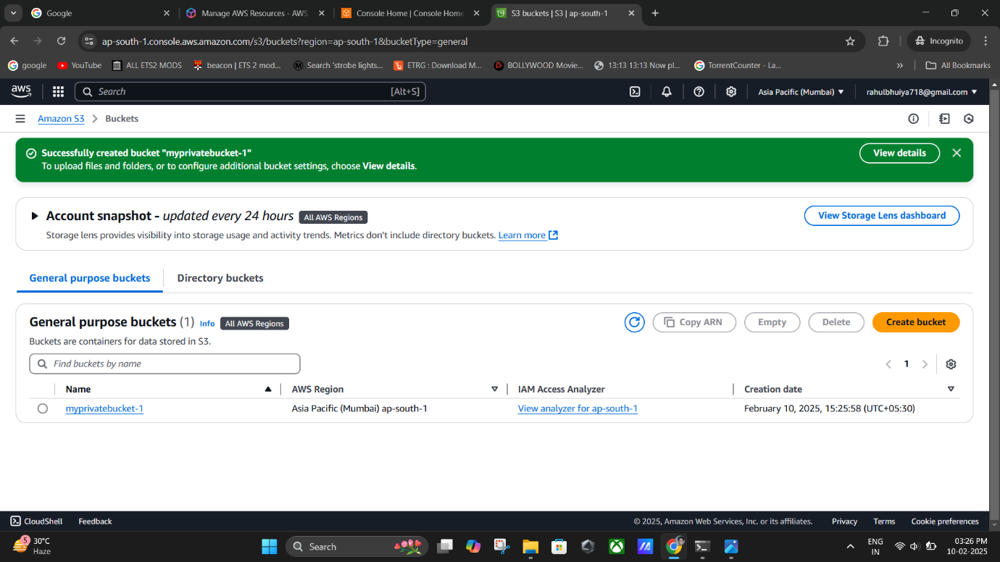 Google
Manage AWS Resources - AWS
Console Home | Console Home
S3 buckets | S3 | ap-south-1
ap-south-1.console.aws.amazon.com/s3/buckets?region=ap-south-1&bucketType=general
Incognito
google
YouTube
ALL ETS2 MODS
beacon | ETS 2 mod...
Search 'strobe lights...
ETRG : Download M...
BOLLYWOOD Movie...
13:13 13:13 Now pl...
TorrentCounter - La...
All Bookmarks
aws
Search
[Alt+S]
Asia Pacific (Mumbai)
rahulbhuiya718@gmail.com
Amazon S3 > Buckets
Successfully created bucket "myprivatebucket-1"
To upload files and folders, or to configure additional bucket settings, choose View details.
View details
Account snapshot - updated every 24 hours All AWS Regions
View Storage Lens dashboard
Storage lens provides visibility into storage usage and activity trends. Metrics don't include directory buckets. Learn more
General purpose buckets
Directory buckets
General purpose buckets (1) Info All AWS Regions
Copy ARN
Empty
Delete
Create bucket
Buckets are containers for data stored in S3.
Find buckets by name
1
Name
AWS Region
IAM Access Analyzer
Creation date
myprivatebucket-1
Asia Pacific (Mumbai) ap-south-1
View analyzer for ap-south-1
February 10, 2025, 15:25:58 (UTC+05:30)
CloudShell
Feedback
© 2025, Amazon Web Services, Inc. or its affiliates.
Privacy
Terms
Cookie preferences
5
30°C
Haze
Search
ENG
IN
03:26 PM
10-02-2025